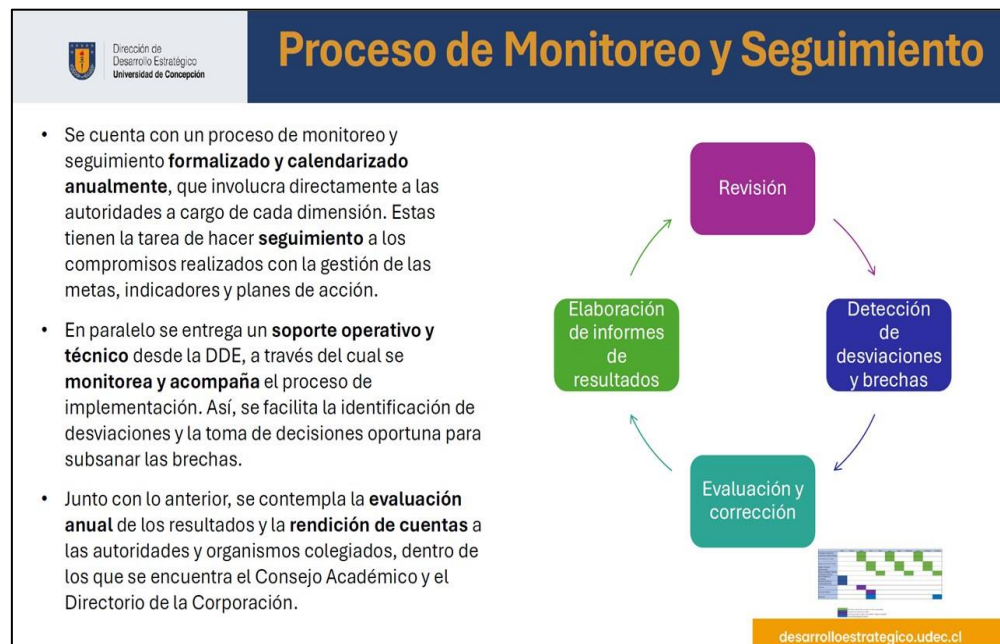 Dirección de
Desarrollo Estratégico
Universidad de Concepción
Proceso de Monitoreo y Seguimiento
• Se cuenta con un proceso de monitoreo y
seguimiento formalizado y calendarizado
anualmente, que involucra directamente a las
autoridades a cargo de cada dimensión. Estas
tienen la tarea de hacer seguimiento a los
compromisos realizados con la gestión de las
metas, indicadores y planes de acción.
• En paralelo se entrega un soporte operativo y
técnico desde la DDE, a través del cual se
monitorea y acompaña el proceso de
implementación. Así, se facilita la identificación de
desviaciones y la toma de decisiones oportuna para
subsanar las brechas.
• Junto con lo anterior, se contempla la evaluación
anual de los resultados y la rendición de cuentas a
las autoridades y organismos colegiados, dentro de
los que se encuentra el Consejo Académico y el
Directorio de la Corporación.
Revisión
Detección
de
desviaciones
y brechas
Evaluación y
corrección
Elaboración
de informes
de
resultados
desarrolloestrategico.udec.cl